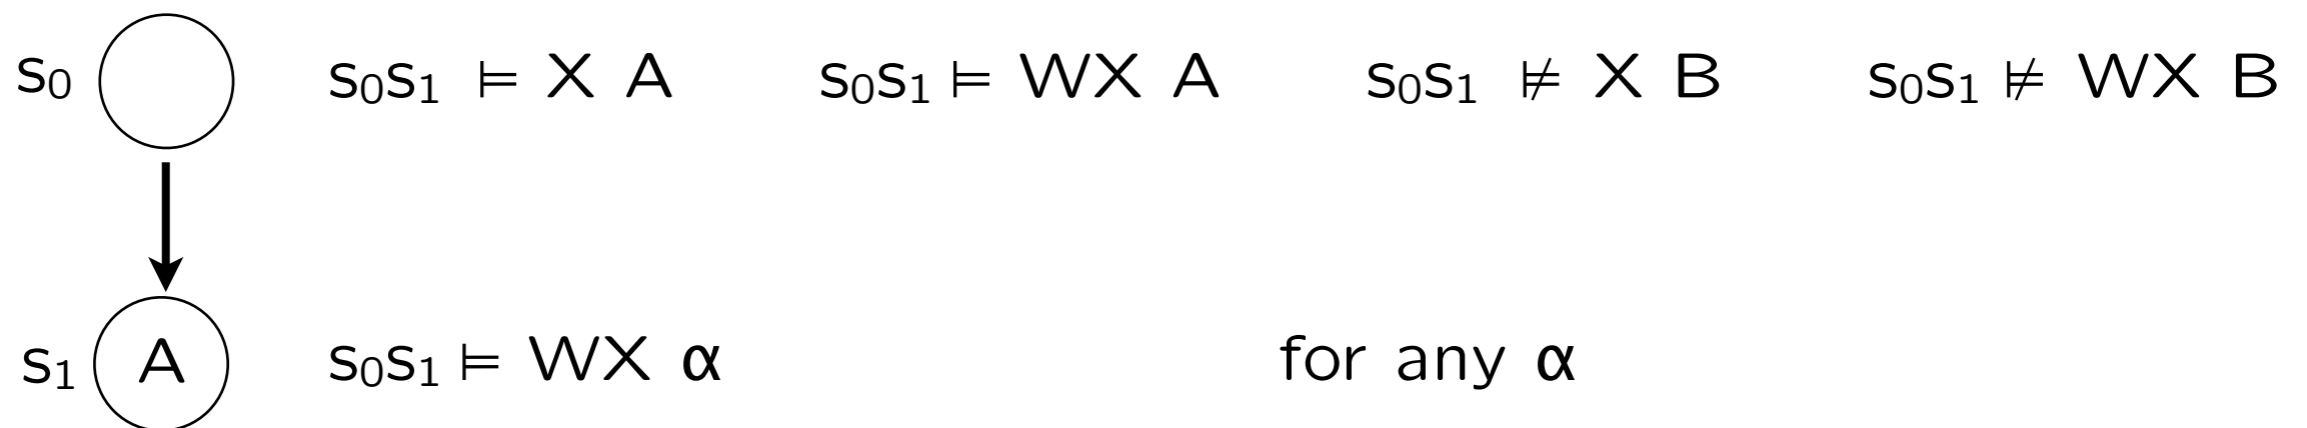 s₀ s₀s₁ ⊨ X A s₀s₁ ⊨ WX A s₀s₁ ⊭ X B s₀s₁ ⊭ WX B
s₁ A s₀s₁ ⊨ WX α for any α